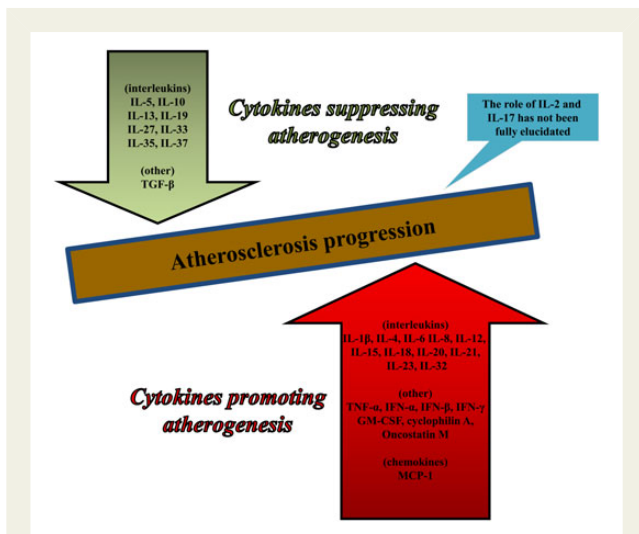 (interleukins)
IL-5, IL-10
IL-13, IL-19
IL-27, IL-33
IL-35, IL-37
(other)
TGF-β
Cytokines suppressing
atherogenesis
The role of IL-2 and
IL-17 has not been
fully elucidated
Atherosclerosis progression
Cytokines promoting
atherogenesis
(interleukins)
IL-1β, IL-4, IL-6 IL-8, IL-12,
IL-15, IL-18, IL-20, IL-21,
IL-23, IL-32
(other)
TNF-α, IFN-α, IFN-β, IFN-γ
GM-CSF, cyclophilin A,
Oncostatin M
(chemokines)
MCP-1